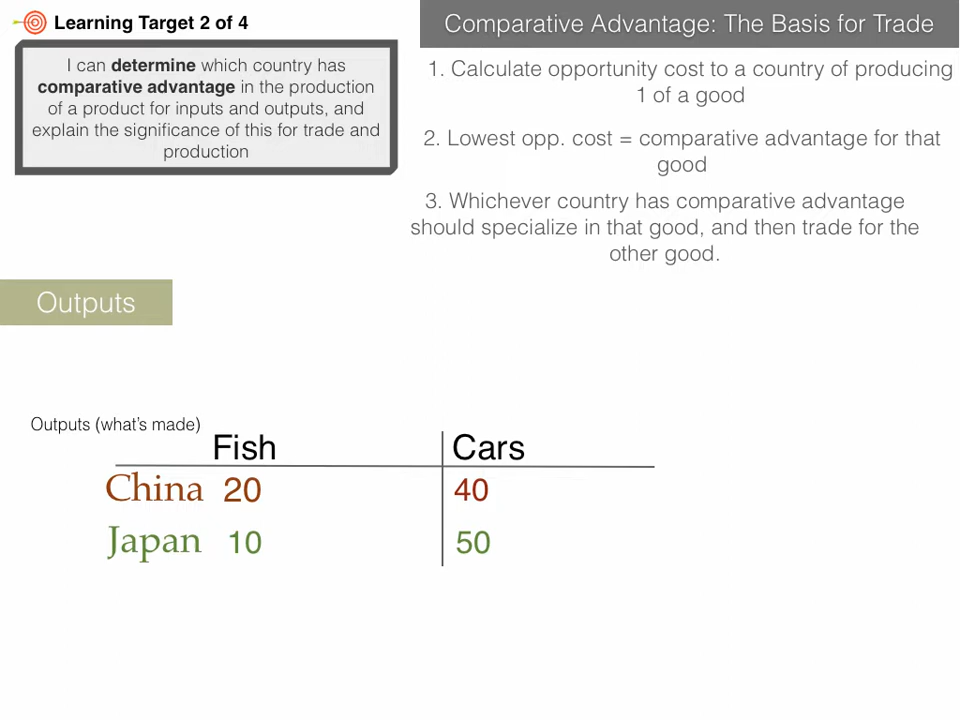 Learning Target 2 of 4
I can determine which country has
comparative advantage in the production
of a product for inputs and outputs, and
explain the significance of this for trade and
production
Comparative Advantage: The Basis for Trade
1. Calculate opportunity cost to a country of producing
1 of a good
2. Lowest opp. cost = comparative advantage for that
good
3. Whichever country has comparative advantage
should specialize in that good, and then trade for the
other good.
Outputs
Outputs (what's made)
Fish Cars
China 20 40
Japan 10 50